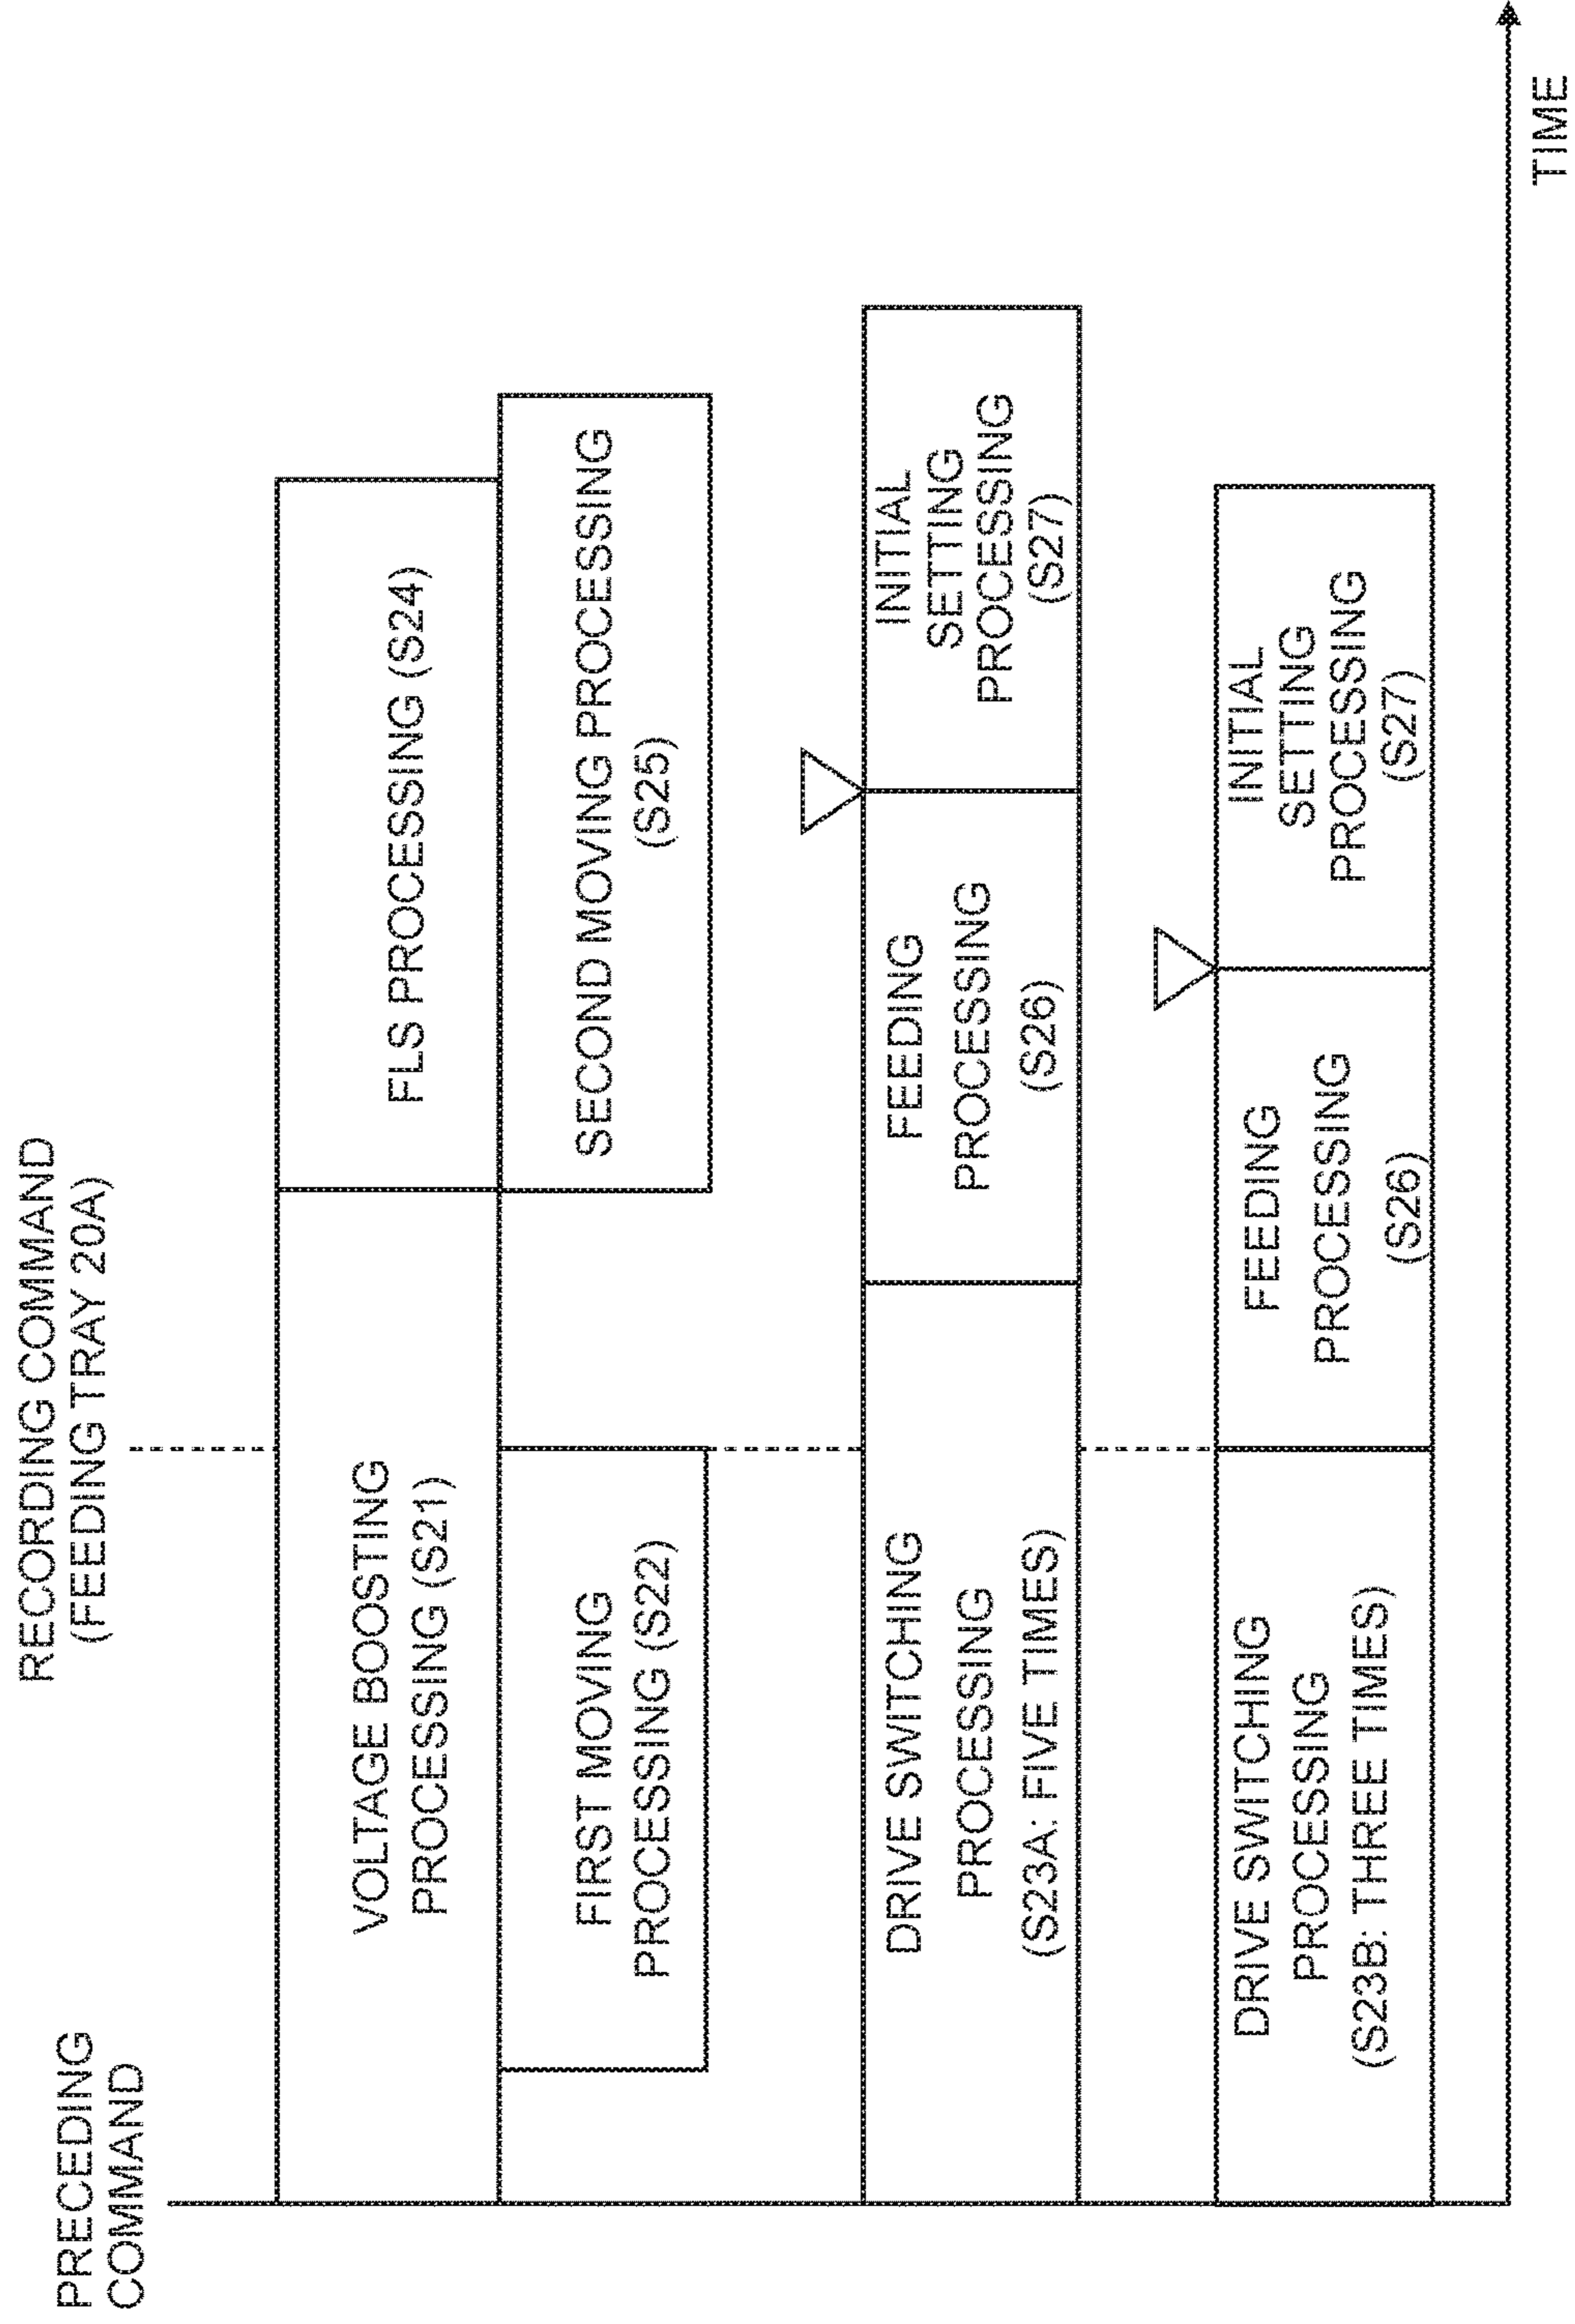 PRECEDING
COMMAND
RECORDING COMMAND
(FEEDING TRAY 20A)
VOLTAGE BOOSTING
PROCESSING (S21)
FLS PROCESSING (S24)
FIRST MOVING
PROCESSING (S22)
SECOND MOVING PROCESSING
(S25)
DRIVE SWITCHING
PROCESSING
(S23A: FIVE TIMES)
FEEDING
PROCESSING
(S26)
INITIAL
SETTING
PROCESSING
(S27)
DRIVE SWITCHING
PROCESSING
(S23B: THREE TIMES)
FEEDING
PROCESSING
(S26)
INITIAL
SETTING
PROCESSING
(S27)
TIME